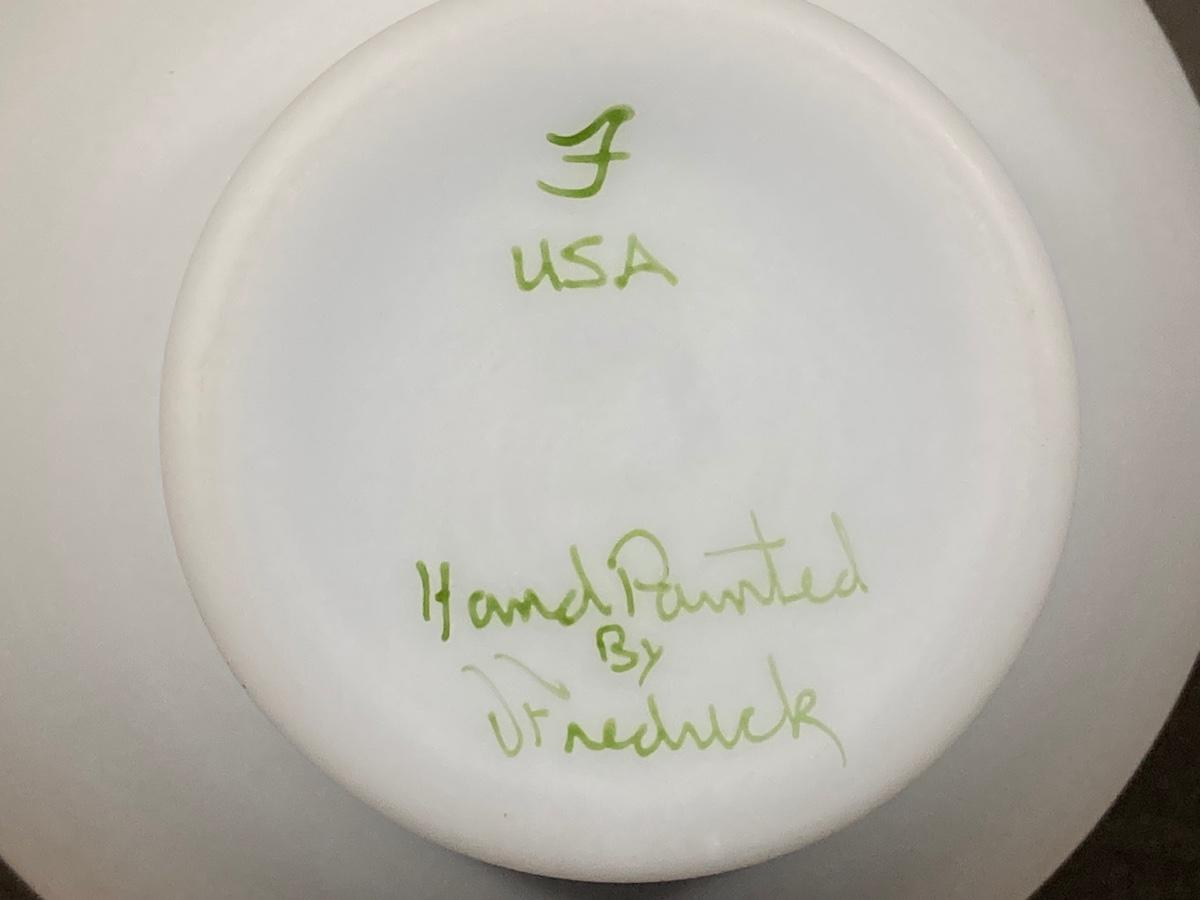 F
USA
Hand Painted
By
V Fredrick